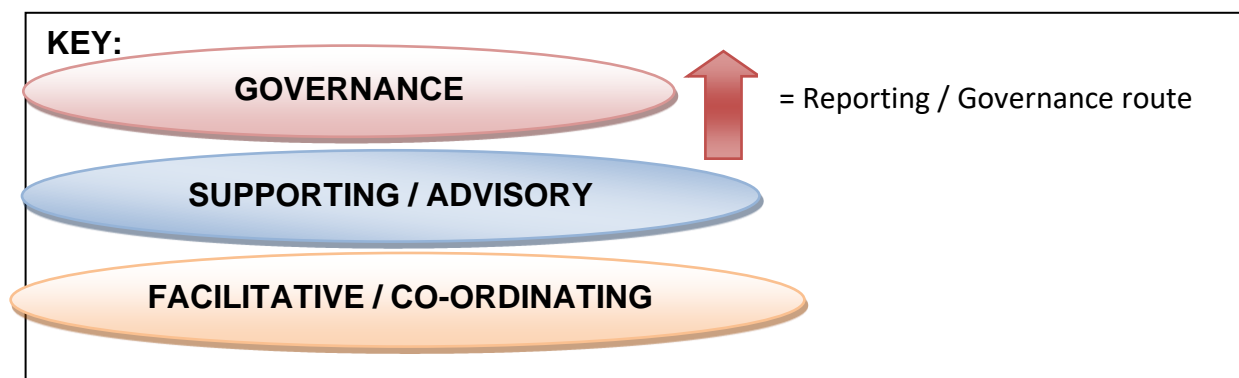 KEY:
GOVERNANCE
= Reporting / Governance route
SUPPORTING / ADVISORY
FACILITATIVE / CO-ORDINATING